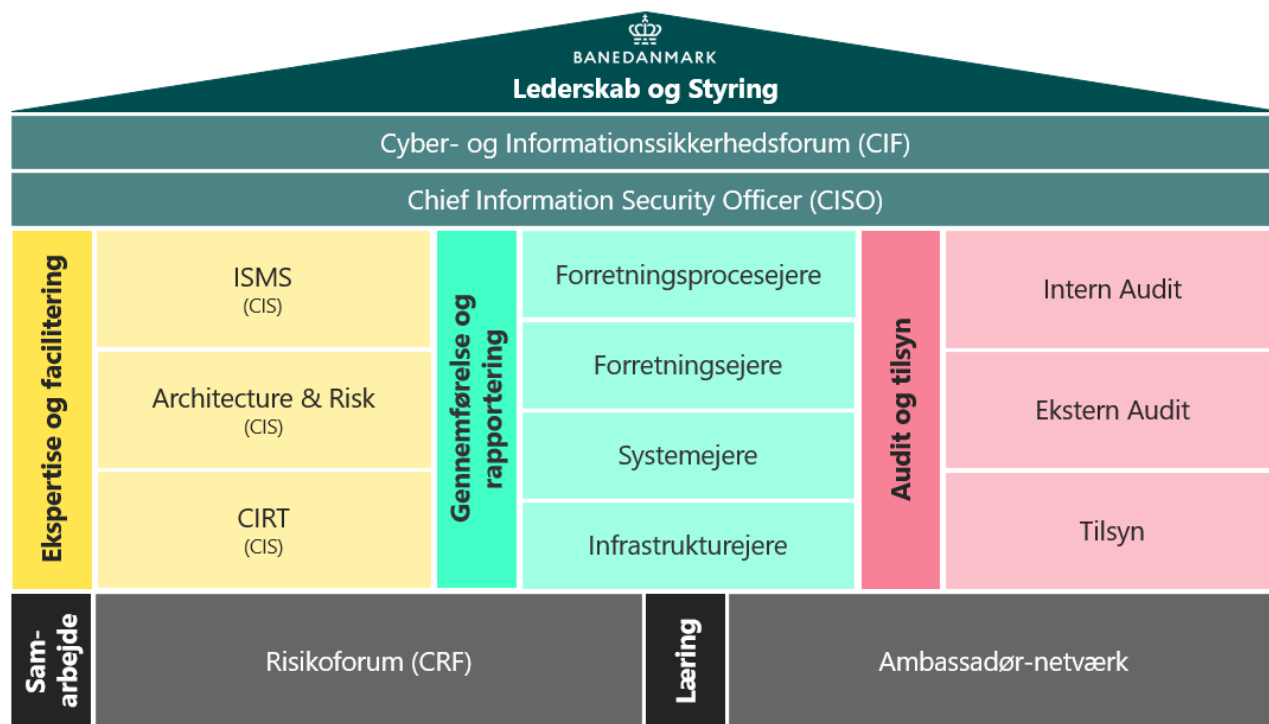 BANEDANMARK
Lederskab og Styring
Cyber- og Informationssikkerhedsforum (CIF)
Chief Information Security Officer (CISO)
Ekspertise og facilitering
ISMS
(CIS)
Architecture & Risk
(CIS)
CIRT
(CIS)
Gennemførelse og
rapportering
Forretningsprocesejere
Forretningsejere
Systemejere
Infrastrukturejere
Audit og tilsyn
Intern Audit
Ekstern Audit
Tilsyn
Sam-
arbejde
Risikoforum (CRF)
Læring
Ambassadør-netværk